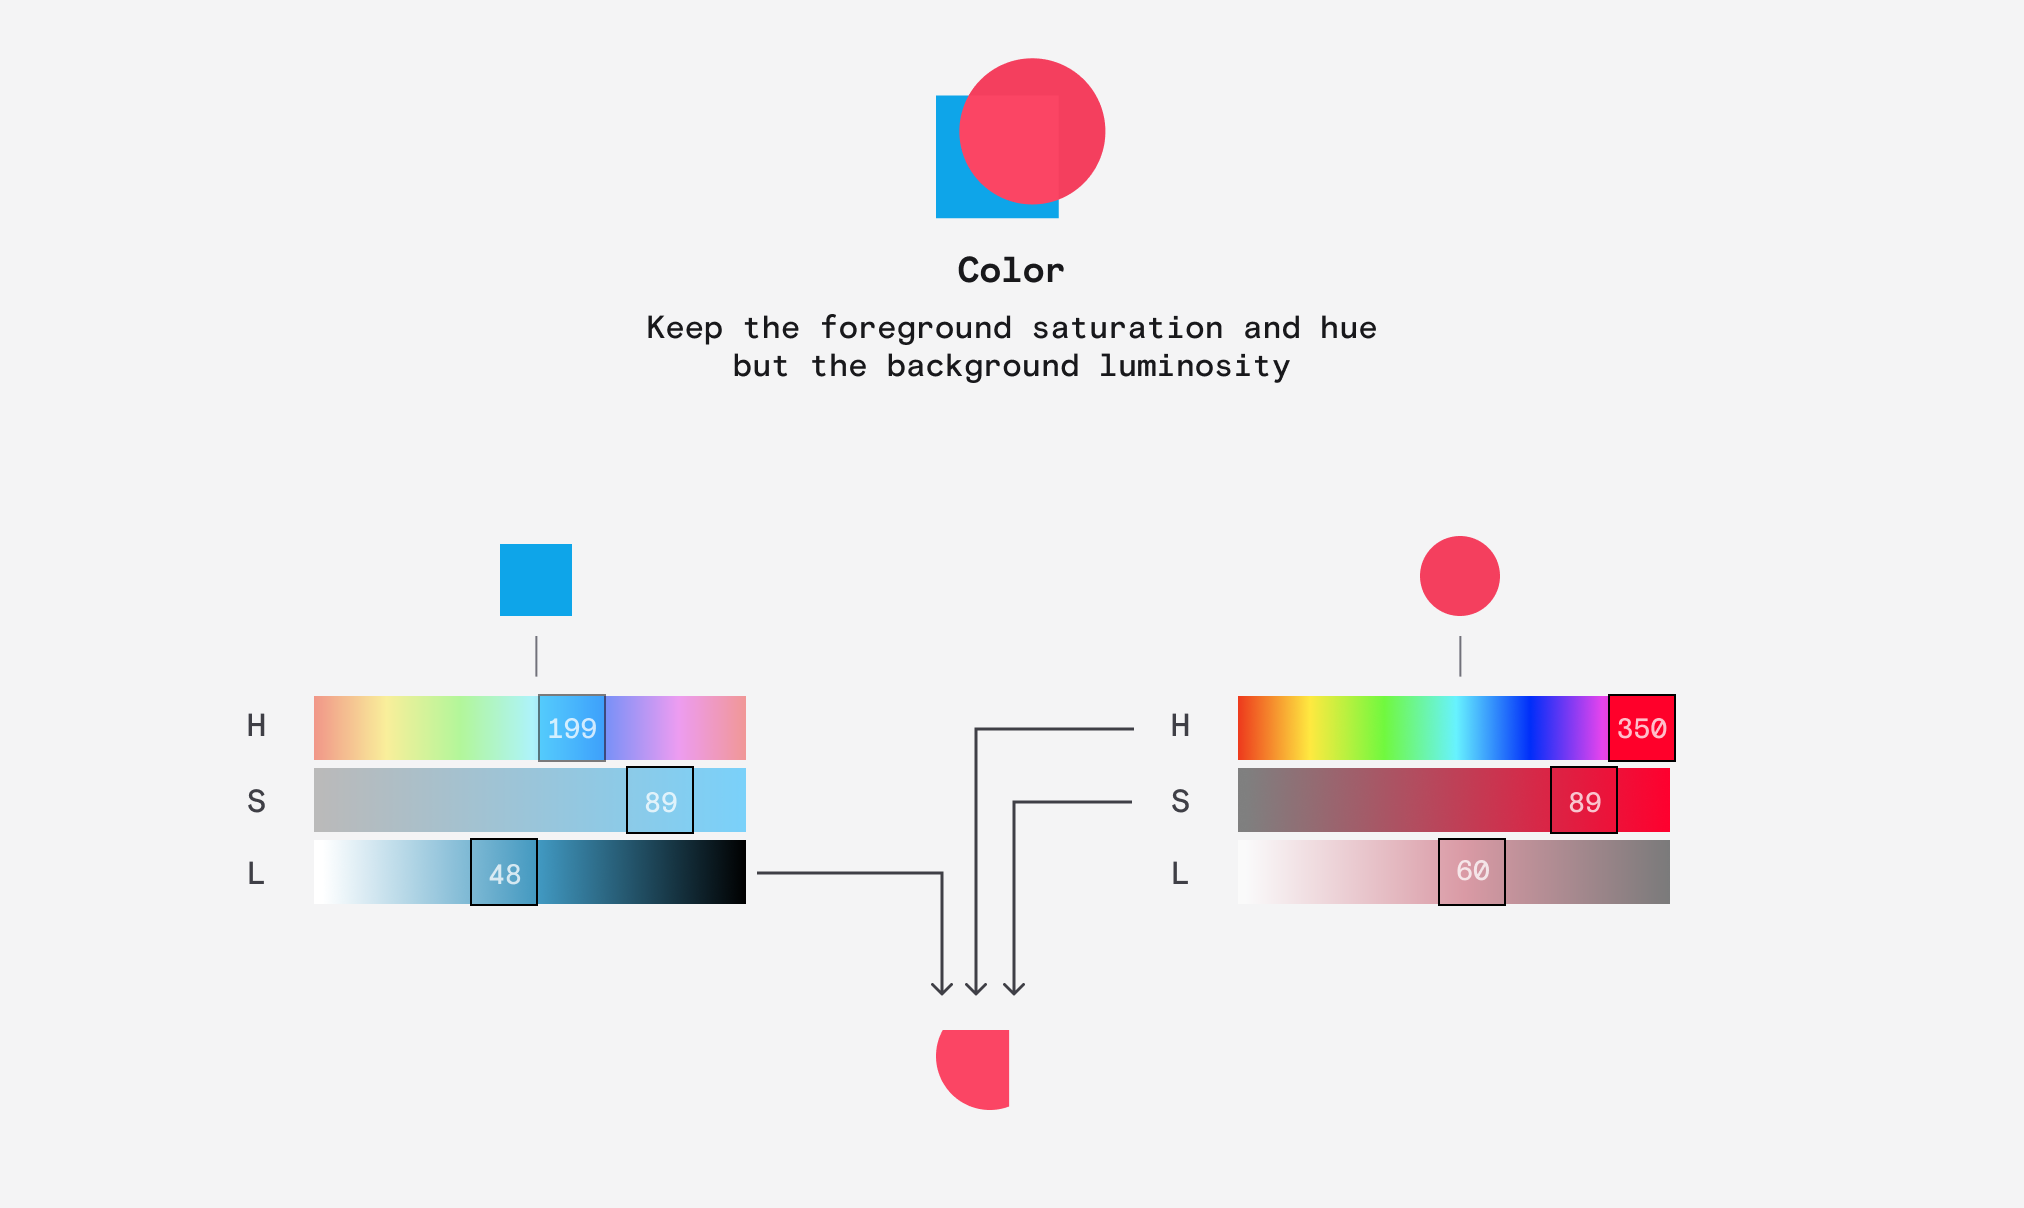 Color
Keep the foreground saturation and hue
but the background luminosity
H
199
S
89
L
48
H
350
S
89
L
60